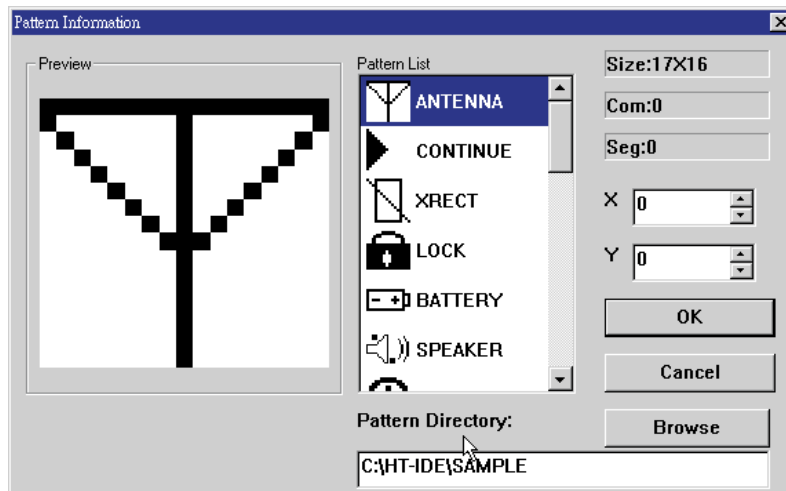 Pattern Information
Preview
Pattern List
ANTENNA
CONTINUE
XRECT
LOCK
BATTERY
SPEAKER
Size:17X16
Com:0
Seg:0
X 0
Y 0
OK
Cancel
Browse
Pattern Directory:
C:\HT-IDE\SAMPLE